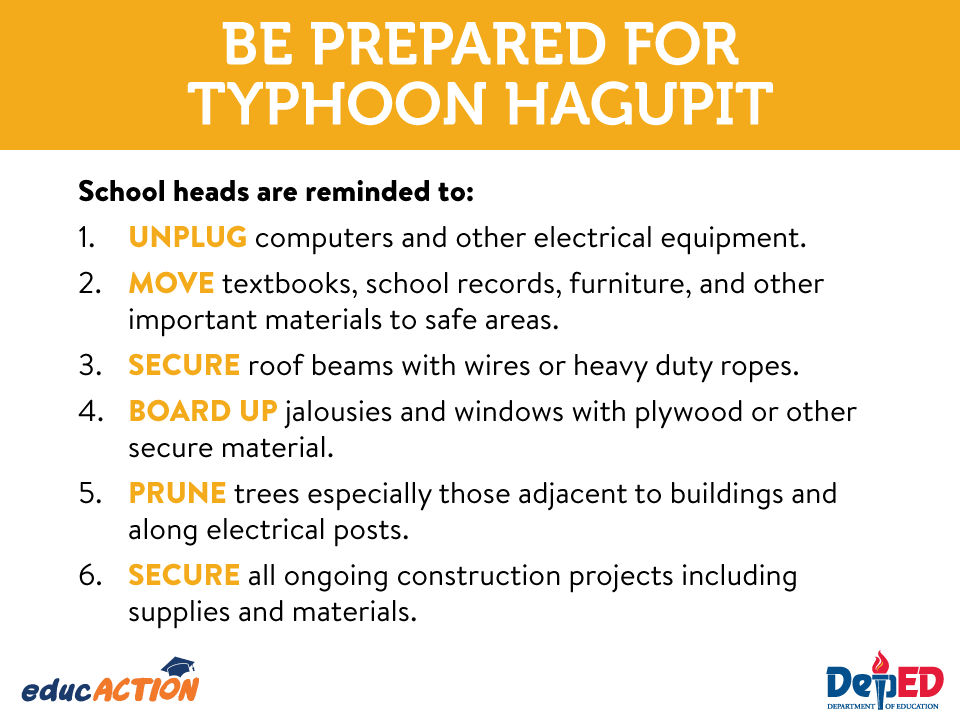 BE PREPARED FOR
TYPHOON HAGUPIT
School heads are reminded to:
1. UNPLUG computers and other electrical equipment.
2. MOVE textbooks, school records, furniture, and other
important materials to safe areas.
3. SECURE roof beams with wires or heavy duty ropes.
4. BOARD UP jalousies and windows with plywood or other
secure material.
5. PRUNE trees especially those adjacent to buildings and
along electrical posts.
6. SECURE all ongoing construction projects including
supplies and materials.
educACTION
DepED
DEPARTMENT OF EDUCATION